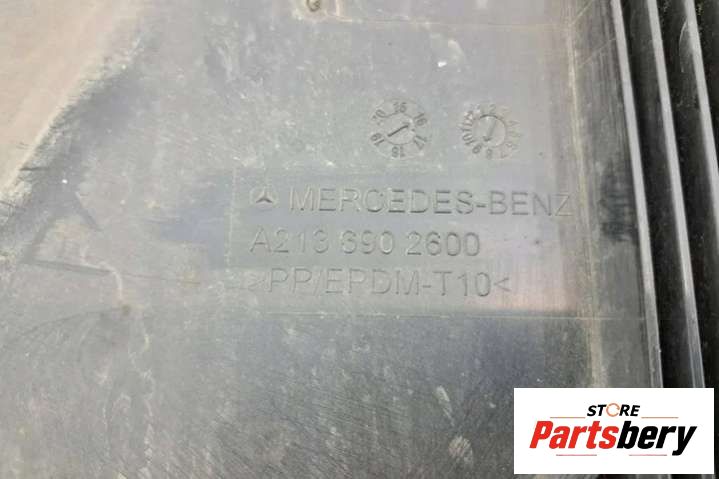 MERCEDES-BENZ
A213 690 2600
>PP/EPDM-T10<
STORE
Partsbery